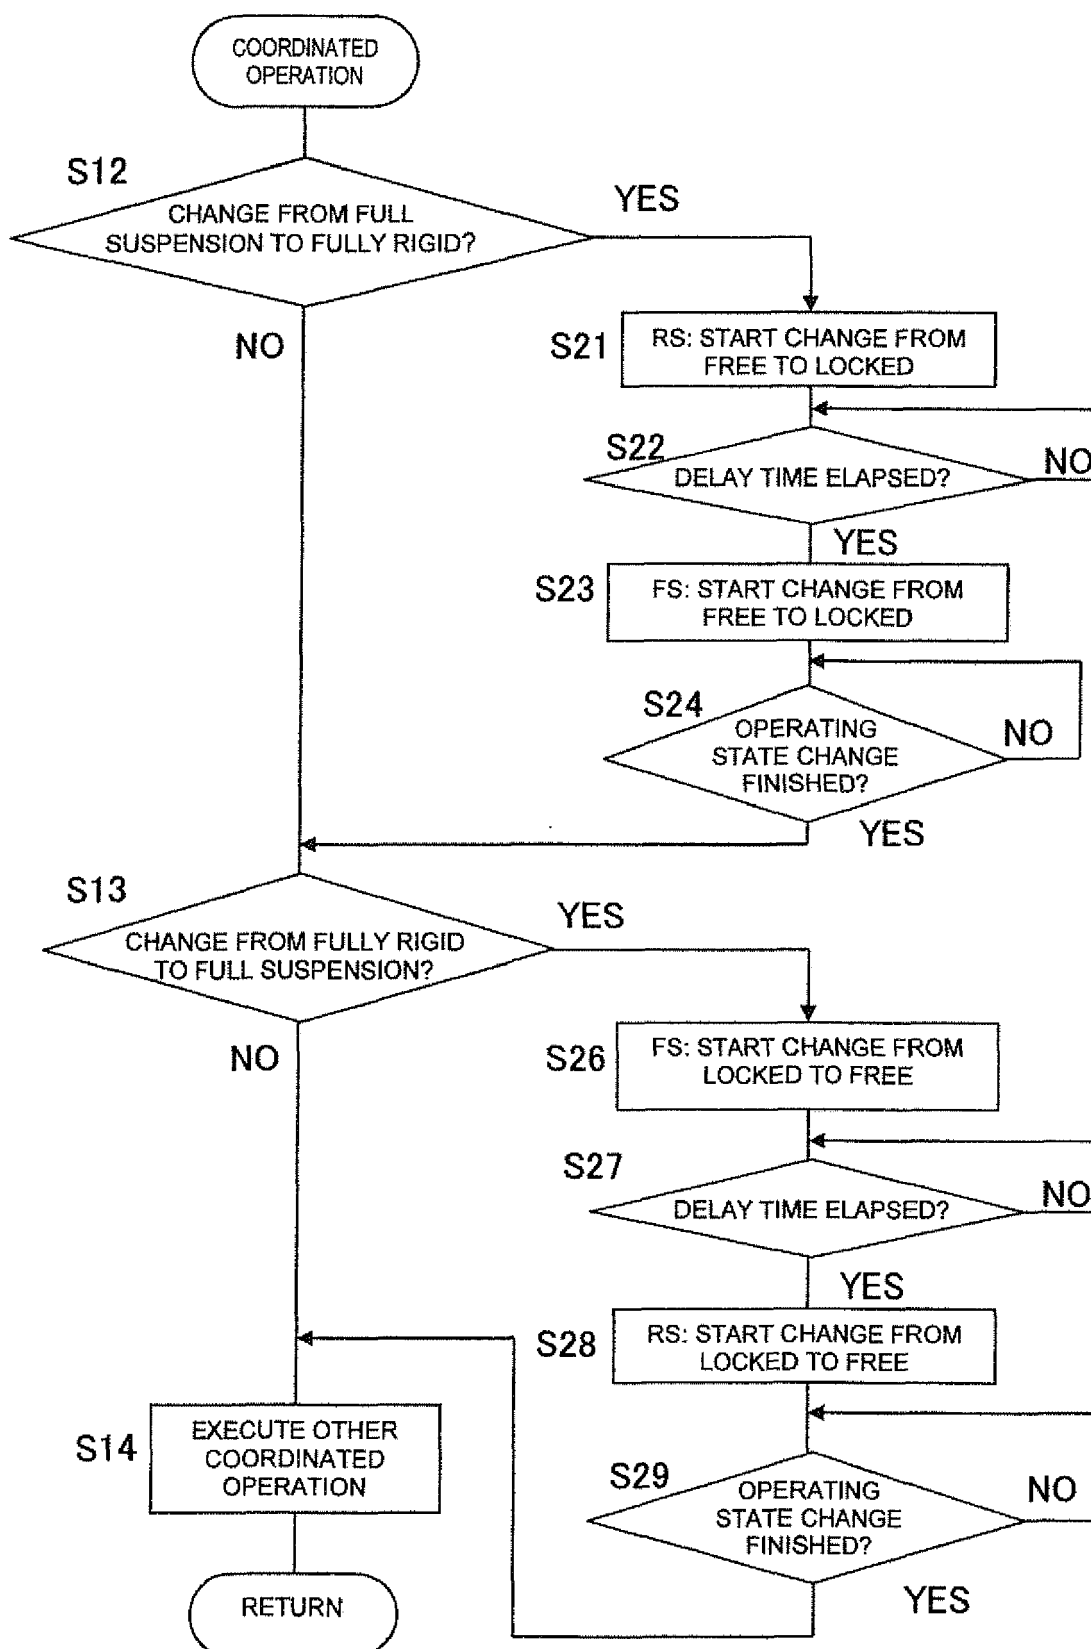 COORDINATED
OPERATION
S12
CHANGE FROM FULL
SUSPENSION TO FULLY RIGID?
YES
NO
S21
RS: START CHANGE FROM
FREE TO LOCKED
S22
DELAY TIME ELAPSED?
NO
YES
S23
FS: START CHANGE FROM
FREE TO LOCKED
S24
OPERATING
STATE CHANGE
FINISHED?
NO
YES
S13
CHANGE FROM FULLY RIGID
TO FULL SUSPENSION?
YES
NO
S26
FS: START CHANGE FROM
LOCKED TO FREE
S27
DELAY TIME ELAPSED?
NO
YES
S28
RS: START CHANGE FROM
LOCKED TO FREE
S29
OPERATING
STATE CHANGE
FINISHED?
NO
YES
S14
EXECUTE OTHER
COORDINATED
OPERATION
RETURN